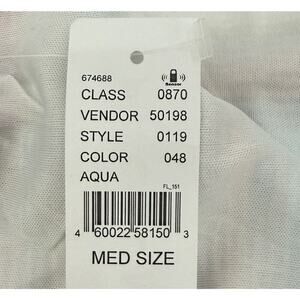 674688
Sensor
CLASS 0870
VENDOR 50198
STYLE 0119
COLOR 048
AQUA
FL_151
4 60022 58150 3
MED SIZE